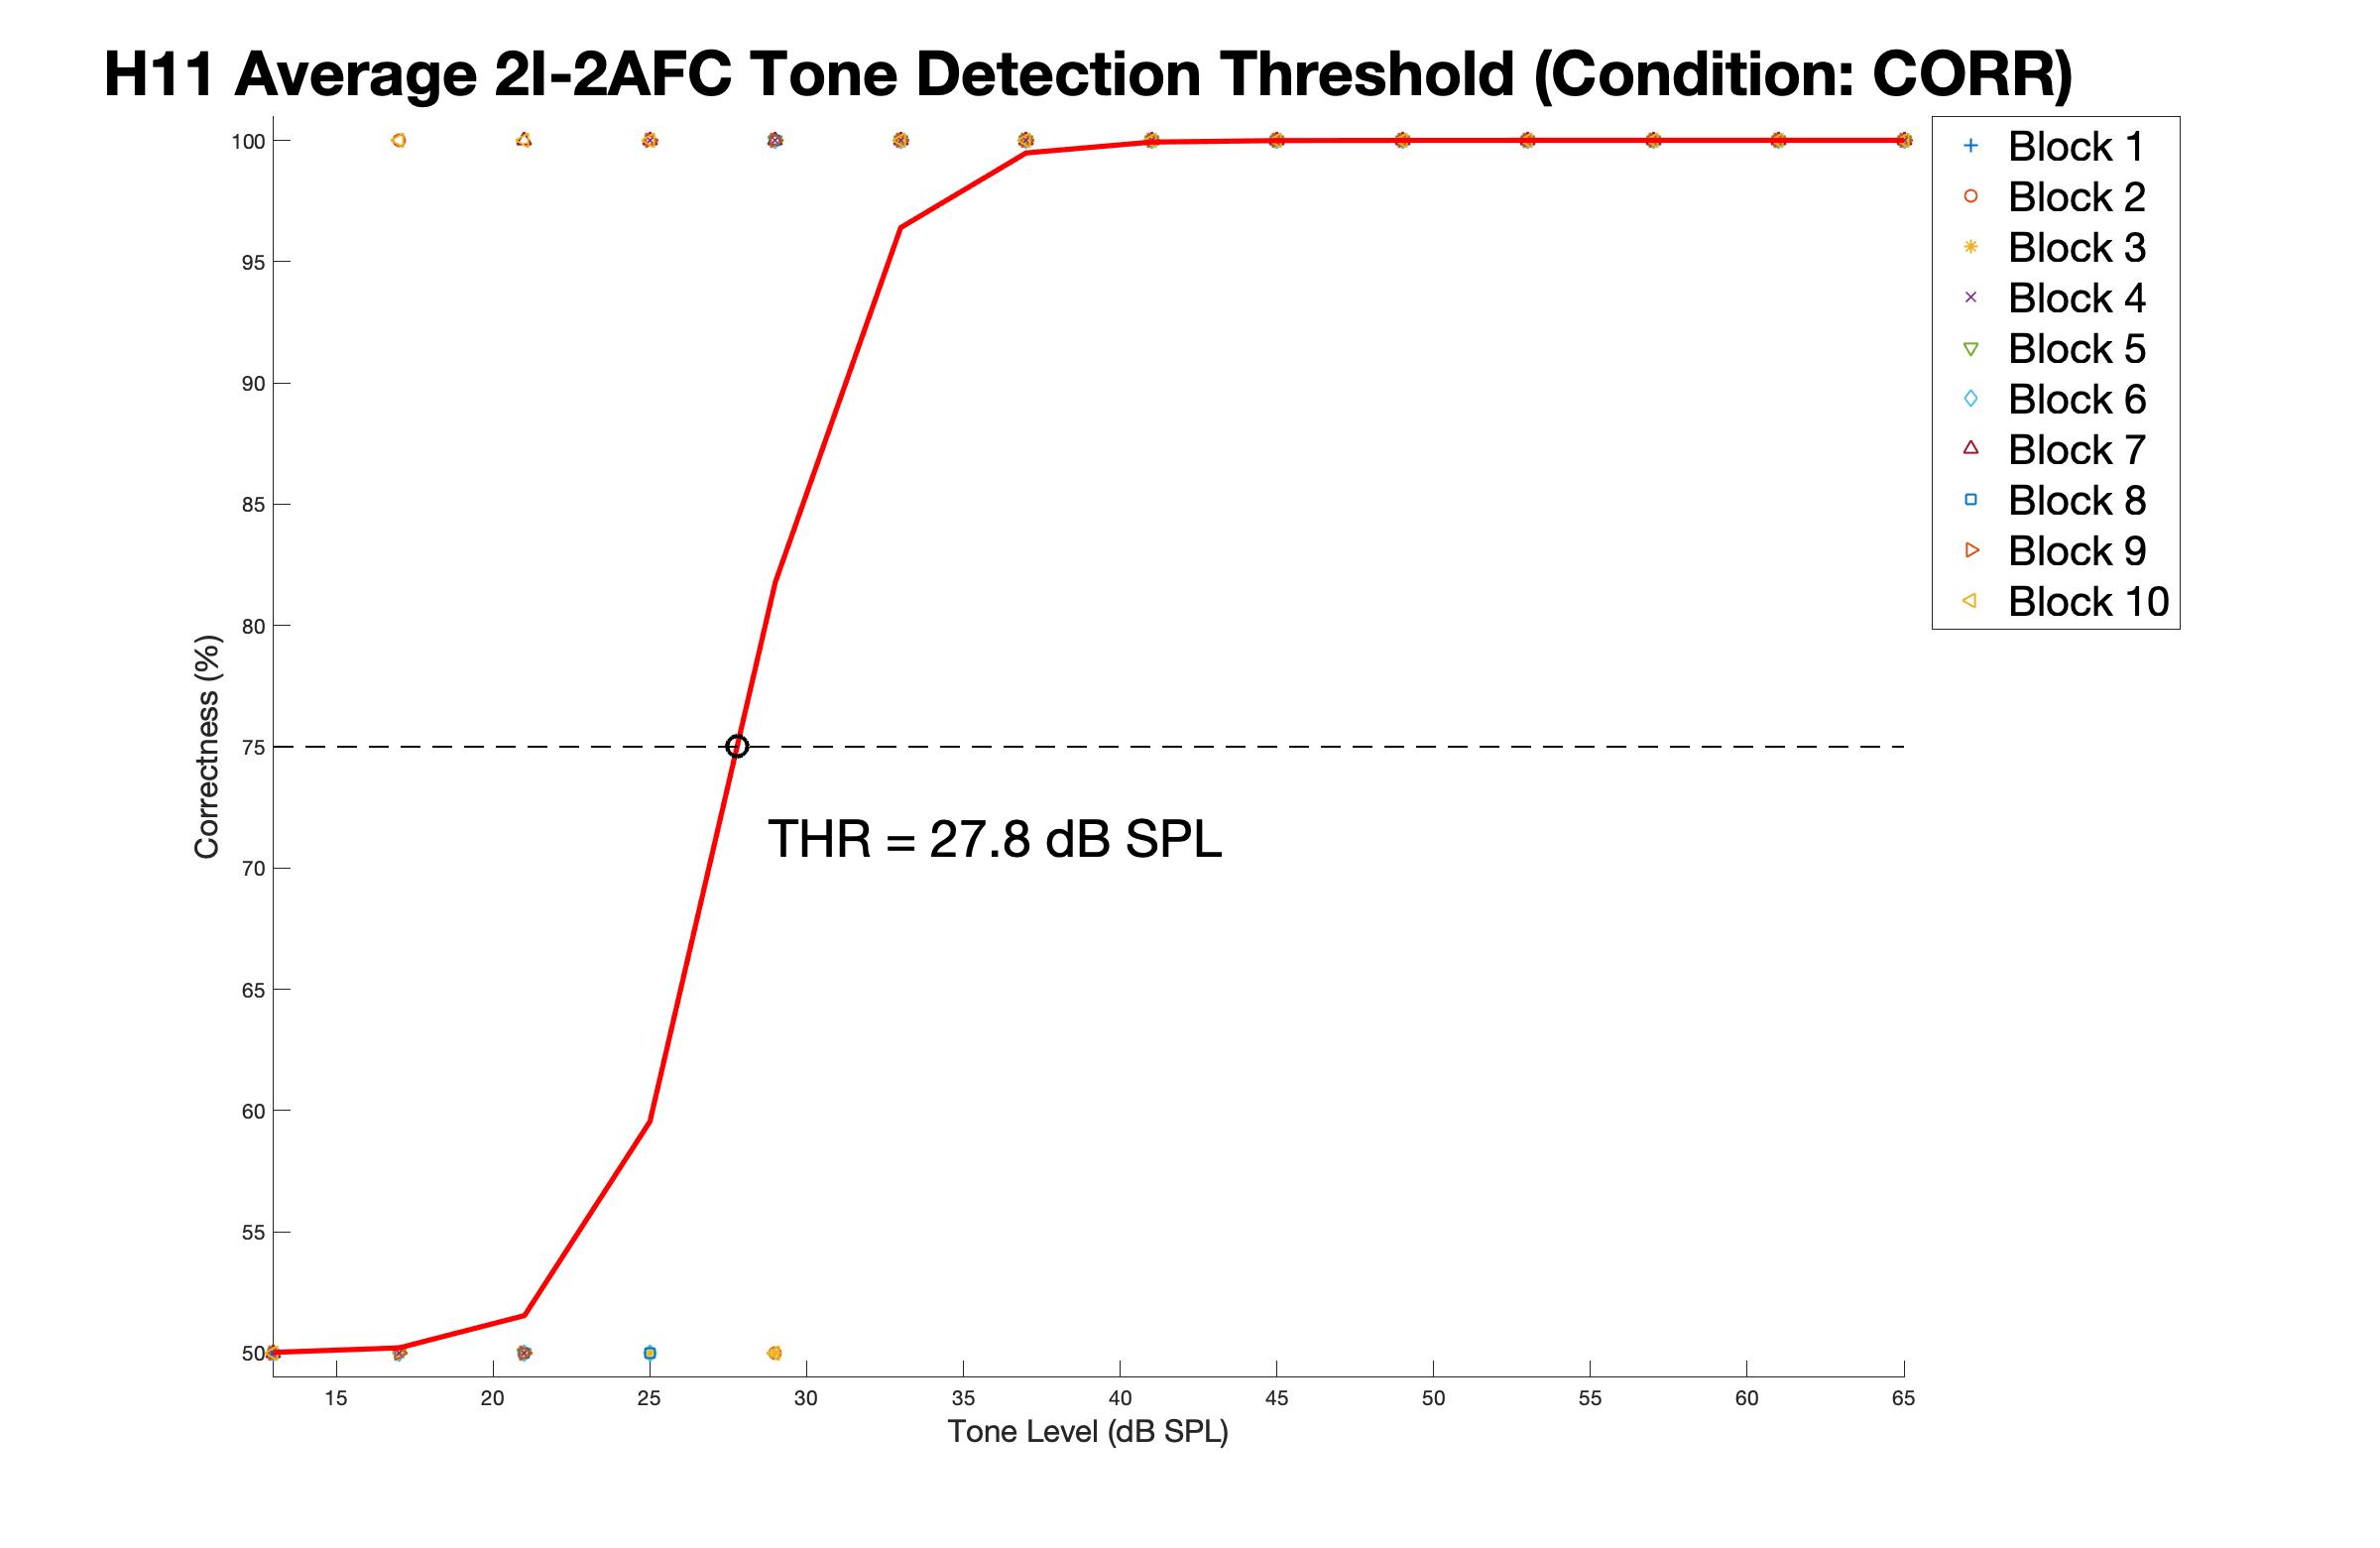 H11 Average 2I-2AFC Tone Detection Threshold (Condition: CORR)
100
95
90
85
80
75
70
65
60
55
50
Correctness (%)
THR = 27.8 dB SPL
15 20 25 30 35 40 45 50 55 60 65
Tone Level (dB SPL)
Block 1
Block 2
Block 3
Block 4
Block 5
Block 6
Block 7
Block 8
Block 9
Block 10